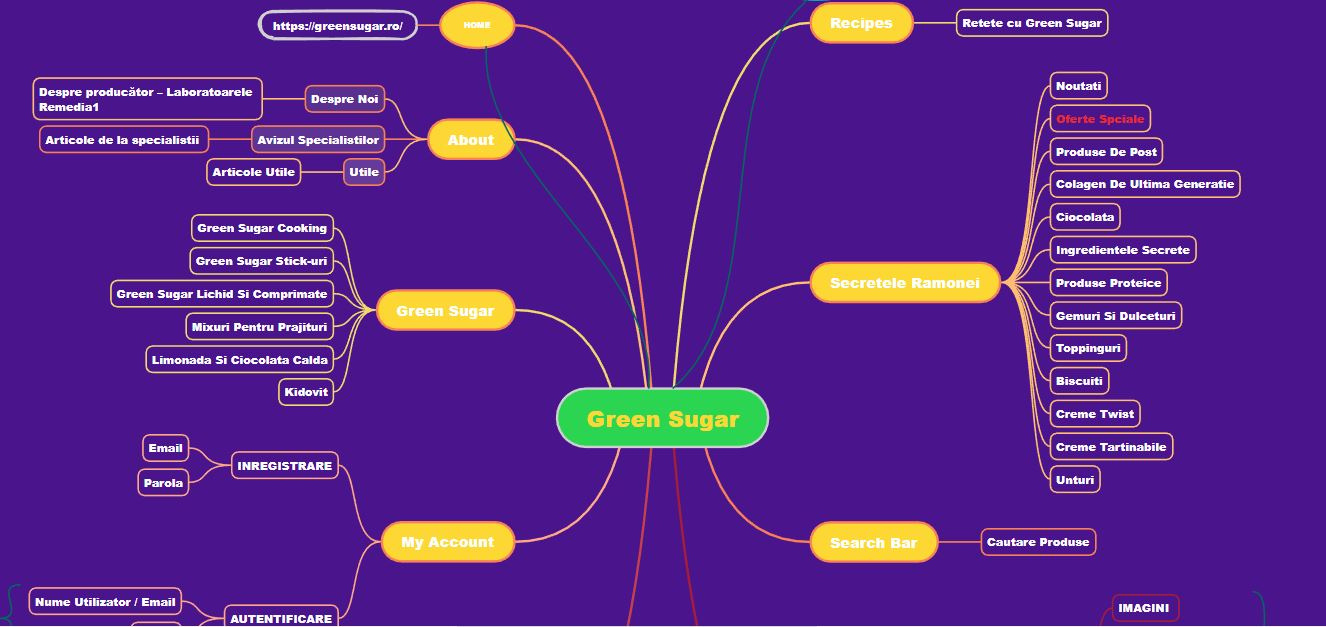 https://greensugar.ro/
HOME
Despre producător – Laboratoarele
Remedia1
Despre Noi
Articole de la specialistii
Avizul Specialistilor
Articole Utile
Utile
About
Green Sugar Cooking
Green Sugar Stick-uri
Green Sugar Lichid Si Comprimate
Mixuri Pentru Prajituri
Limonada Si Ciocolata Calda
Kidovit
Green Sugar
Email
Parola
INREGISTRARE
My Account
Nume Utilizator / Email
AUTENTIFICARE
Green Sugar
Recipes
Retete cu Green Sugar
Secretele Ramonei
Noutati
Oferte Spciale
Produse De Post
Colagen De Ultima Generatie
Ciocolata
Ingredientele Secrete
Produse Proteice
Gemuri Si Dulceturi
Toppinguri
Biscuiti
Creme Twist
Creme Tartinabile
Unturi
Search Bar
Cautare Produse
IMAGINI